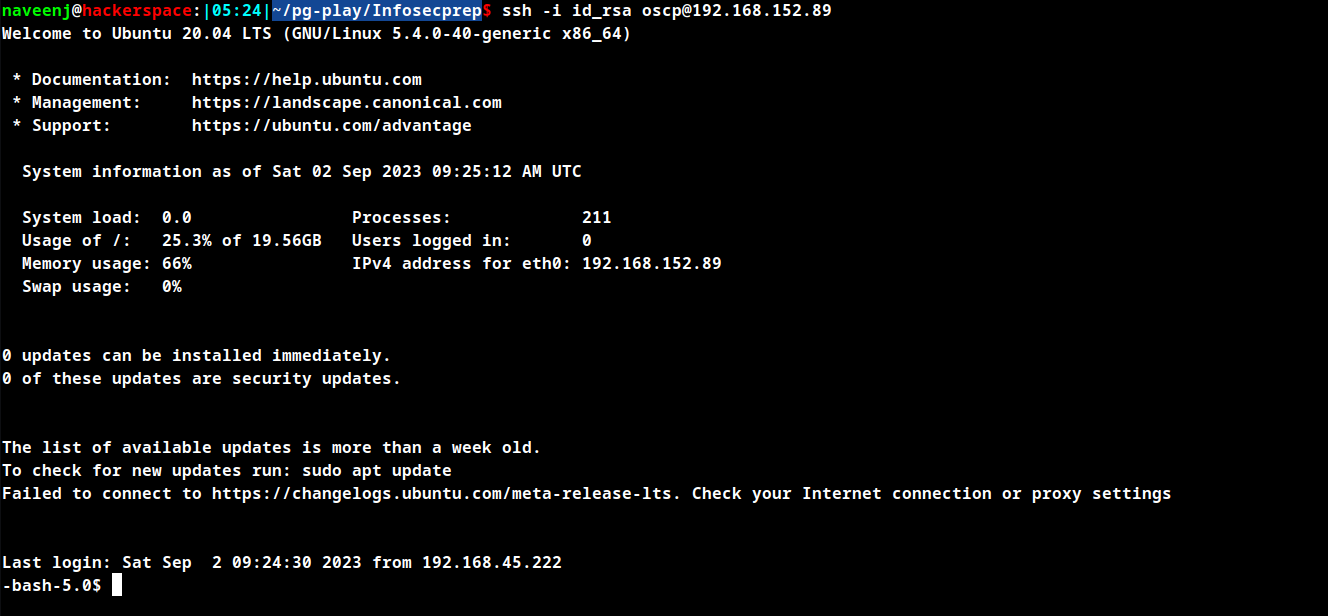 naveenj@hackerspace:|05:24|~/pg-play/Infosecprep$ ssh -i id_rsa oscp@192.168.152.89
Welcome to Ubuntu 20.04 LTS (GNU/Linux 5.4.0-40-generic x86_64)

 * Documentation:  https://help.ubuntu.com
 * Management:     https://landscape.canonical.com
 * Support:        https://ubuntu.com/advantage

  System information as of Sat 02 Sep 2023 09:25:12 AM UTC

  System load:  0.0                Processes:             211
  Usage of /:   25.3% of 19.56GB   Users logged in:       0
  Memory usage: 66%                IPv4 address for eth0: 192.168.152.89
  Swap usage:   0%

0 updates can be installed immediately.
0 of these updates are security updates.

The list of available updates is more than a week old.
To check for new updates run: sudo apt update
Failed to connect to https://changelogs.ubuntu.com/meta-release-lts. Check your Internet connection or proxy settings

Last login: Sat Sep  2 09:24:30 2023 from 192.168.45.222
-bash-5.0$